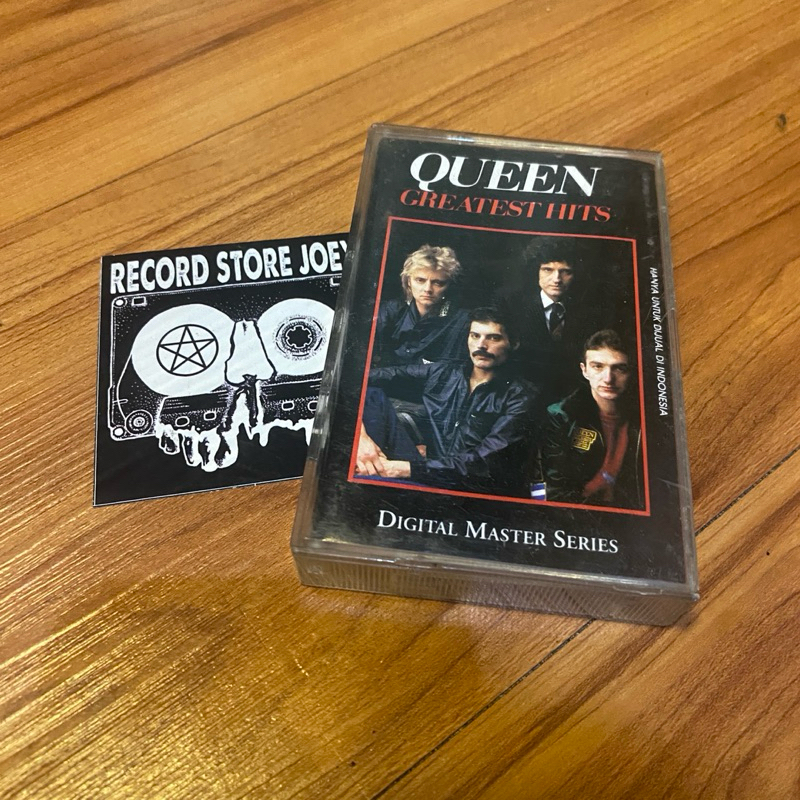 RECORD STORE JOEY
QUEEN
GREATEST HITS
HANYA UNTUK DIJUAL DI INDONESIA
DIGITAL MASTER SERIES